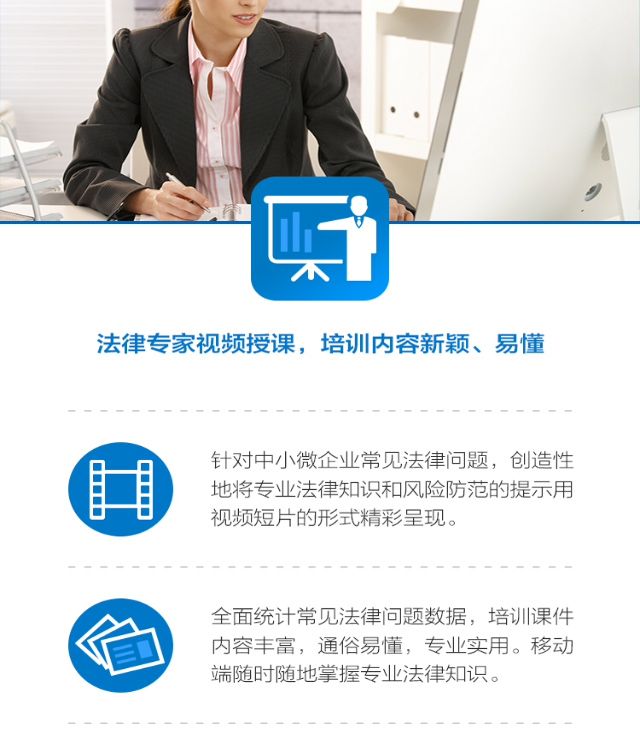 法律专家视频授课，培训内容新颖、易懂
针对中小微企业常见法律问题，创造性
地将专业法律知识和风险防范的提示用
视频短片的形式精彩呈现。
全面统计常见法律问题数据，培训课件
内容丰富，通俗易懂，专业实用。移动
端随时随地掌握专业法律知识。